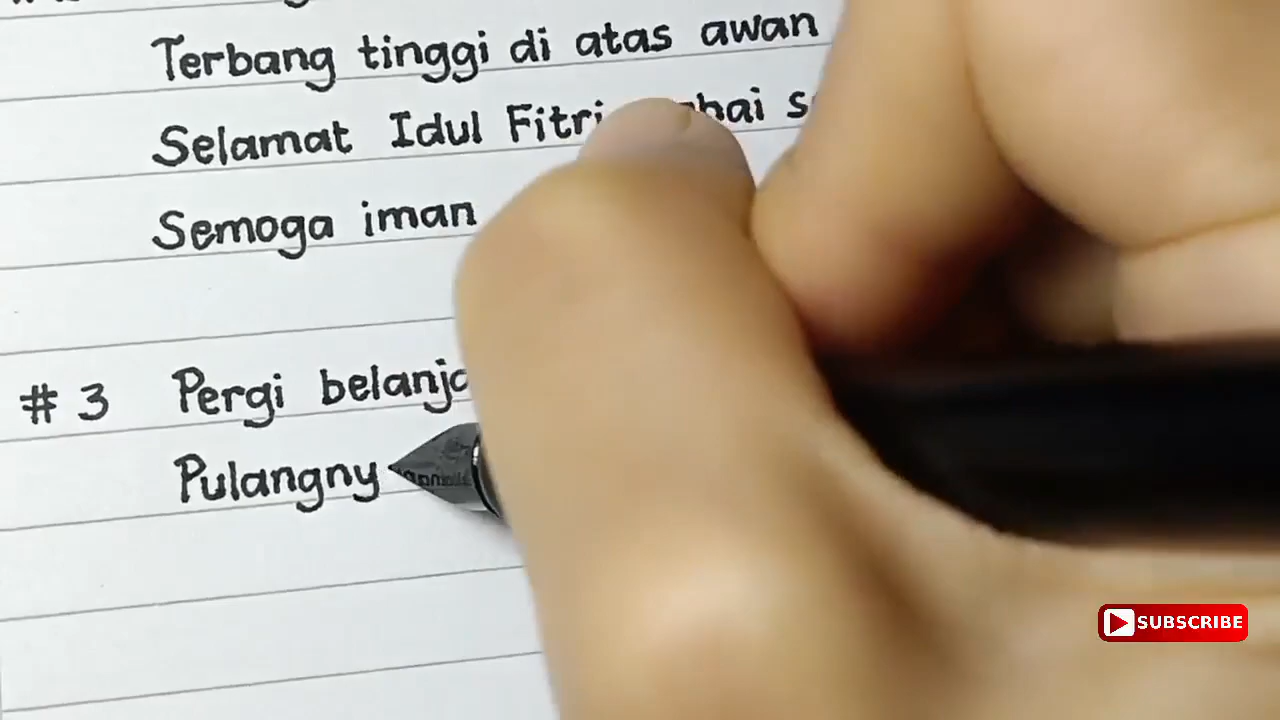 Terbang tinggi di atas awan
Selamat Idul Fitri
Semoga iman
#3 Pergi belanja
Pulangny
SUBSCRIBE